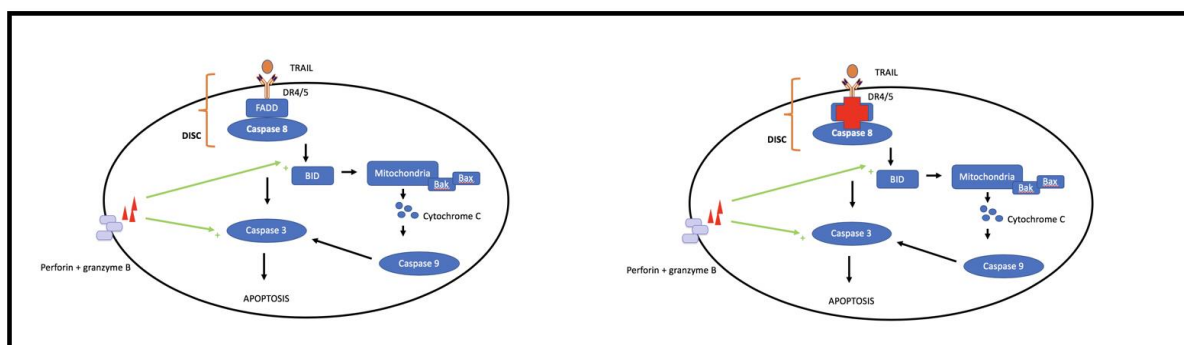 TRAIL
DR4/5
FADD
Caspase 8
DISC
+
BID
Mitochondria
Bak
Bax
Cytochrome C
Caspase 3
+
Caspase 9
Perforin + granzyme B
APOPTOSIS
TRAIL
DR4/5
Caspase 8
DISC
+
BID
Mitochondria
Bak
Bax
Cytochrome C
Caspase 3
+
Caspase 9
Perforin + granzyme B
APOPTOSIS